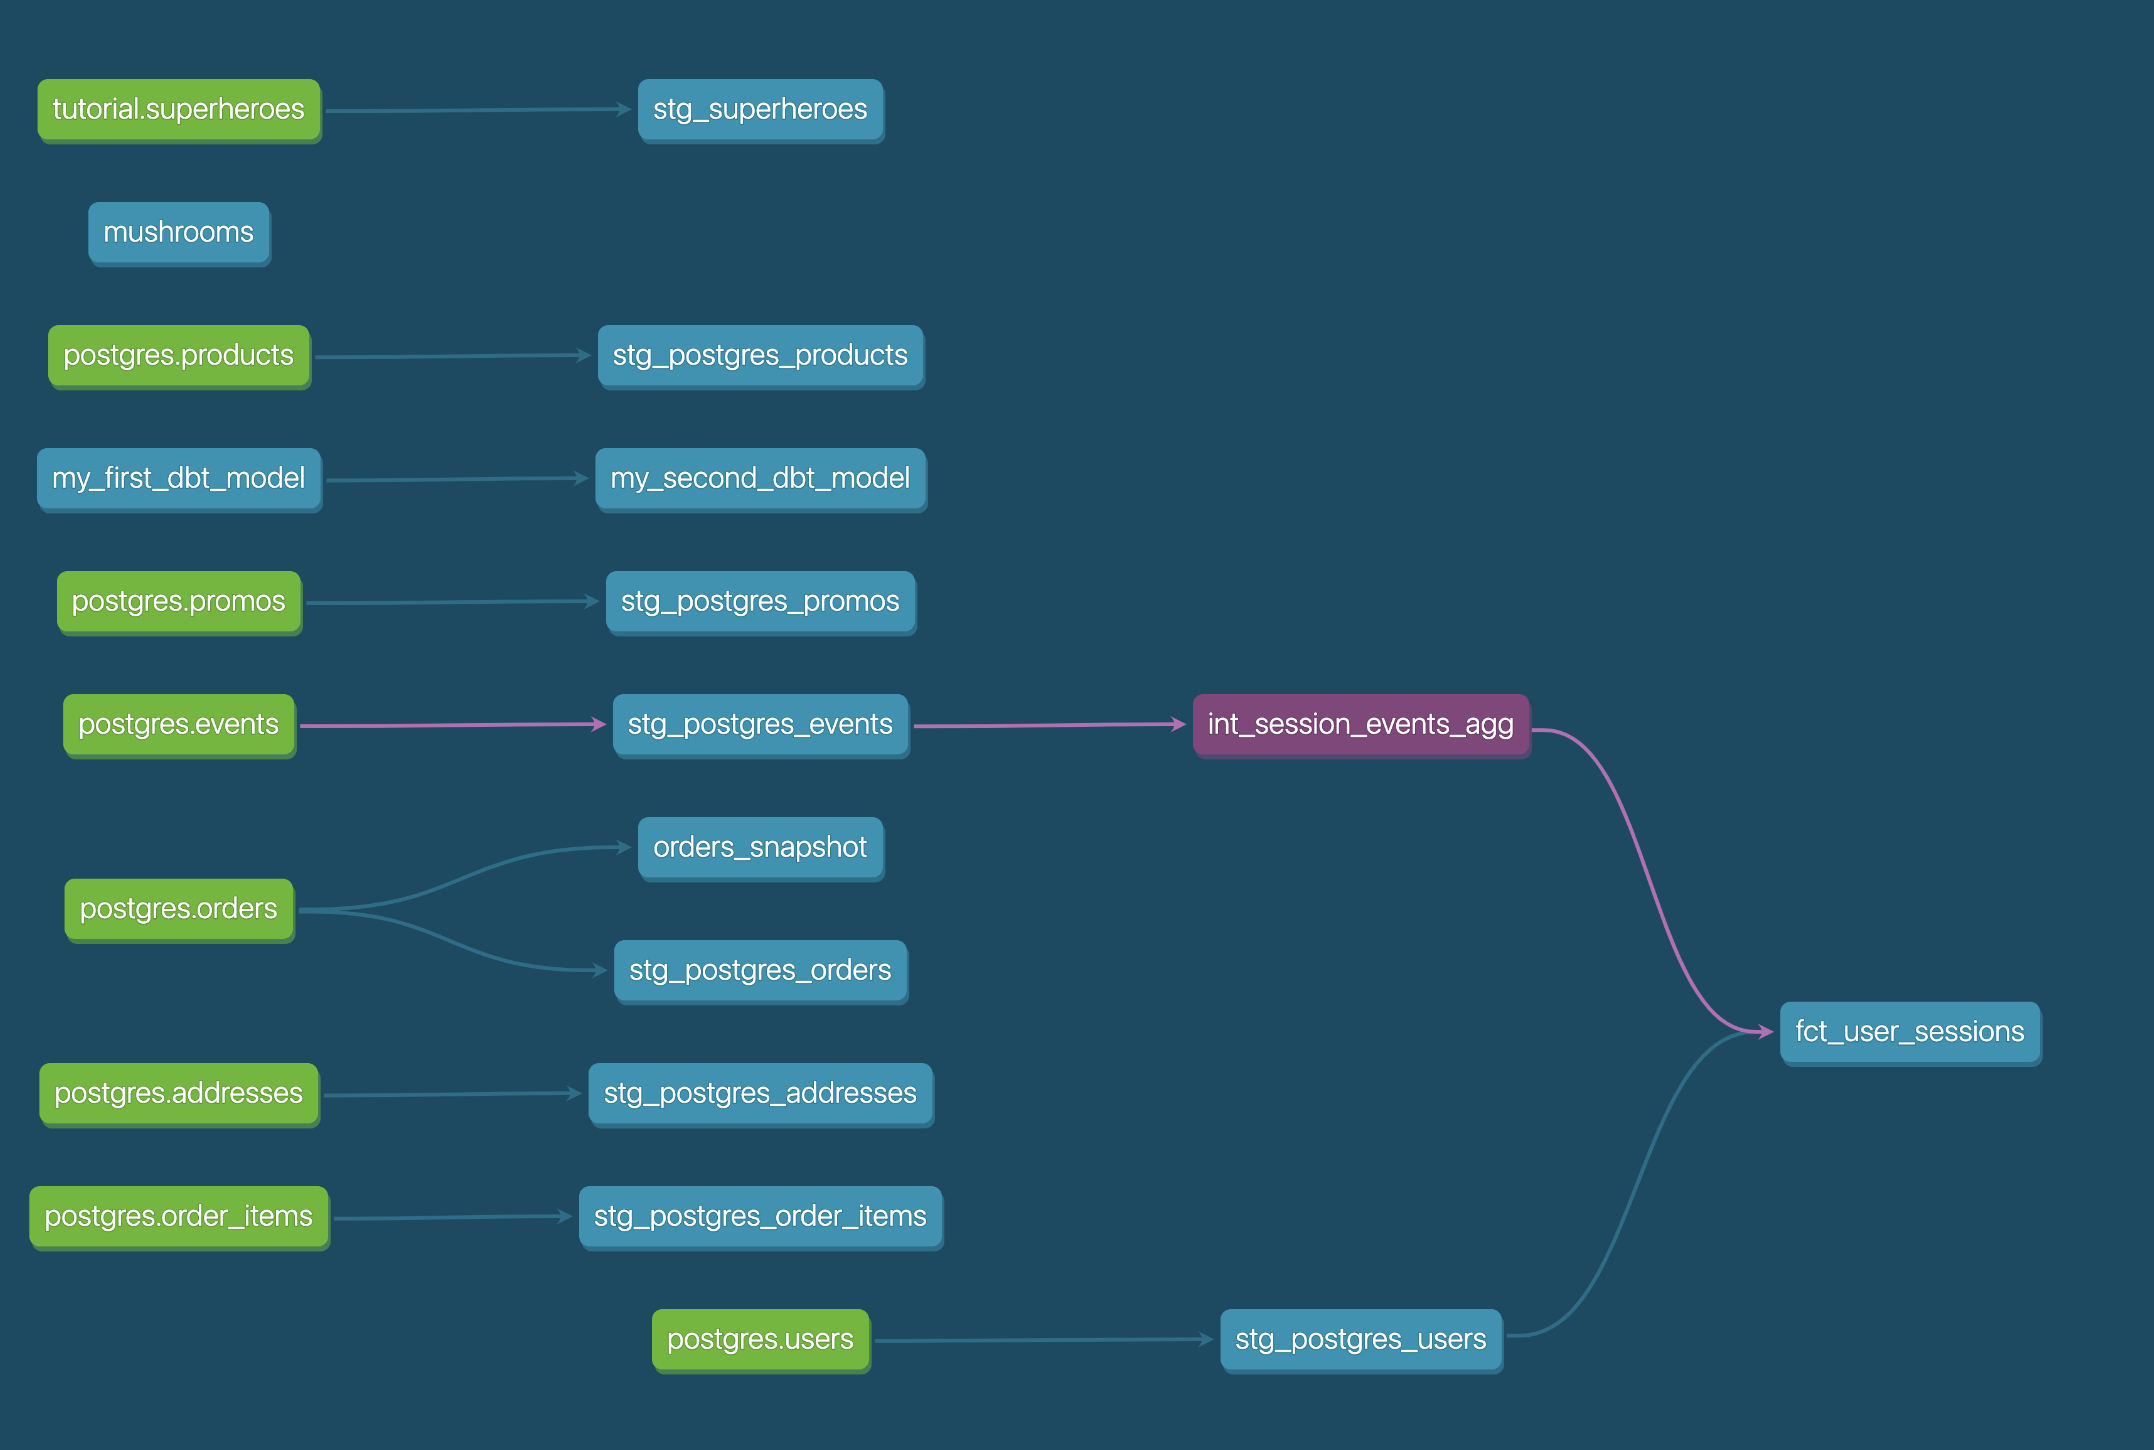 tutorial.superheroes
stg_superheroes
mushrooms
postgres.products
stg_postgres_products
my_first_dbt_model
my_second_dbt_model
postgres.promos
stg_postgres_promos
postgres.events
stg_postgres_events
int_session_events_agg
orders_snapshot
postgres.orders
stg_postgres_orders
fct_user_sessions
postgres.addresses
stg_postgres_addresses
postgres.order_items
stg_postgres_order_items
postgres.users
stg_postgres_users